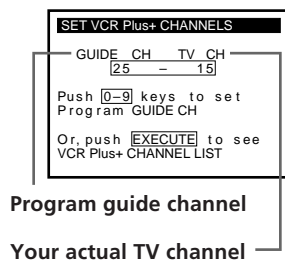 SET VCR Plus+ CHANNELS
GUIDE CH TV CH
25 – 15
Push 0–9 keys to set
Program GUIDE CH
Or, push EXECUTE to see
VCR Plus+ CHANNEL LIST
Program guide channel
Your actual TV channel